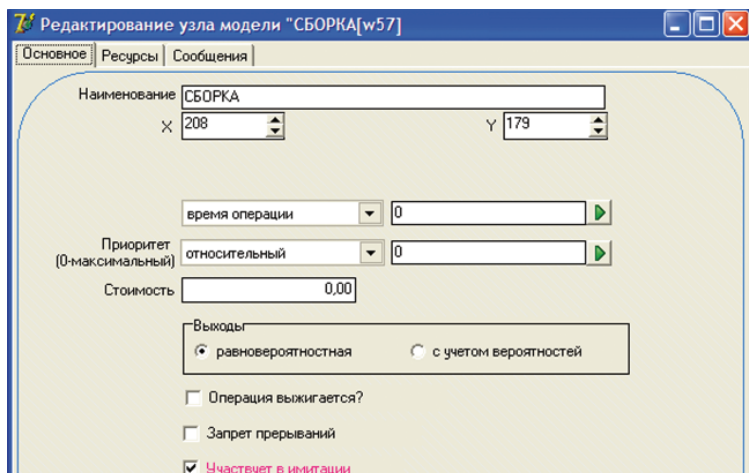 Редактирование узла модели "СБОРКА[w57]
Основное Ресурсы Сообщения
Наименование СБОРКА
X 208 Y 179
время операции 0
Приоритет
(0-максимальный) относительный 0
Стоимость 0,00
Выходы
равновероятностная с учетом вероятностей
Операция выжигается?
Запрет прерываний
Участвует в имитации